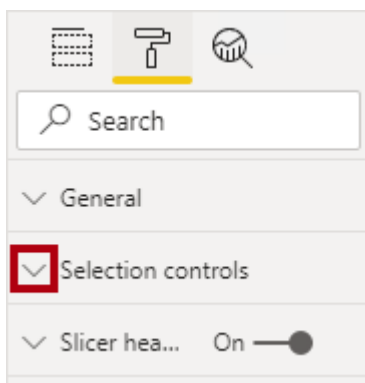 Search
General
Selection controls
Slicer hea... On